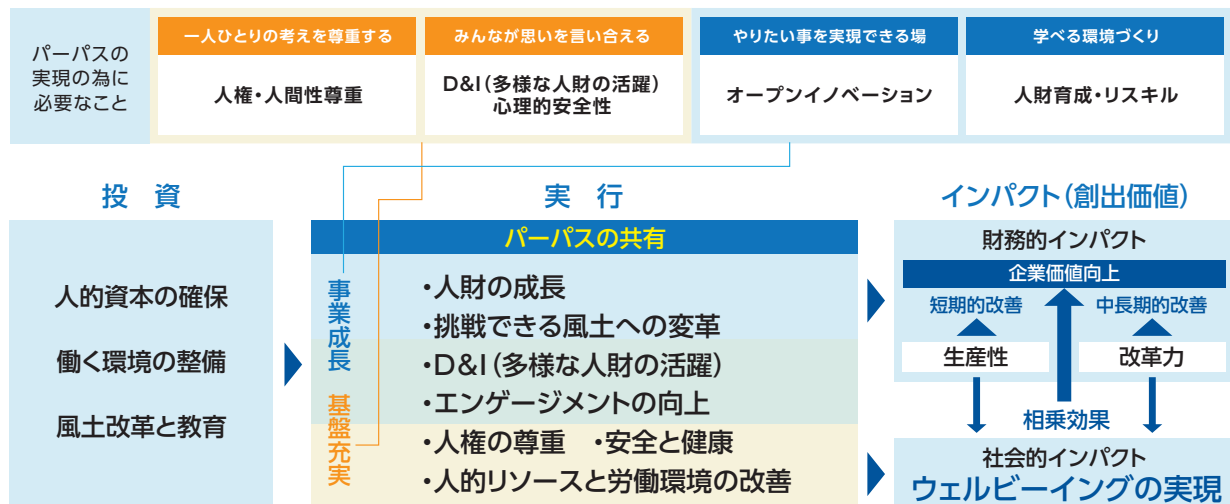 パーパスの
実現の為に
必要なこと
一人ひとりの考えを尊重する
人権・人間性尊重
みんなが思いを言い合える
D&I(多様な人財の活躍)
心理的安全性
やりたい事を実現できる場
オープンイノベーション
学べる環境づくり
人財育成・リスキル
投 資
人的資本の確保
働く環境の整備
風土改革と教育
実 行
パーパスの共有
事業成長
基盤充実
・人財の成長
・挑戦できる風土への変革
・D&I(多様な人財の活躍)
・エンゲージメントの向上
・人権の尊重 ・安全と健康
・人的リソースと労働環境の改善
インパクト(創出価値)
財務的インパクト
企業価値向上
短期的改善 中長期的改善
生産性 改革力
相乗効果
社会的インパクト
ウェルビーイングの実現